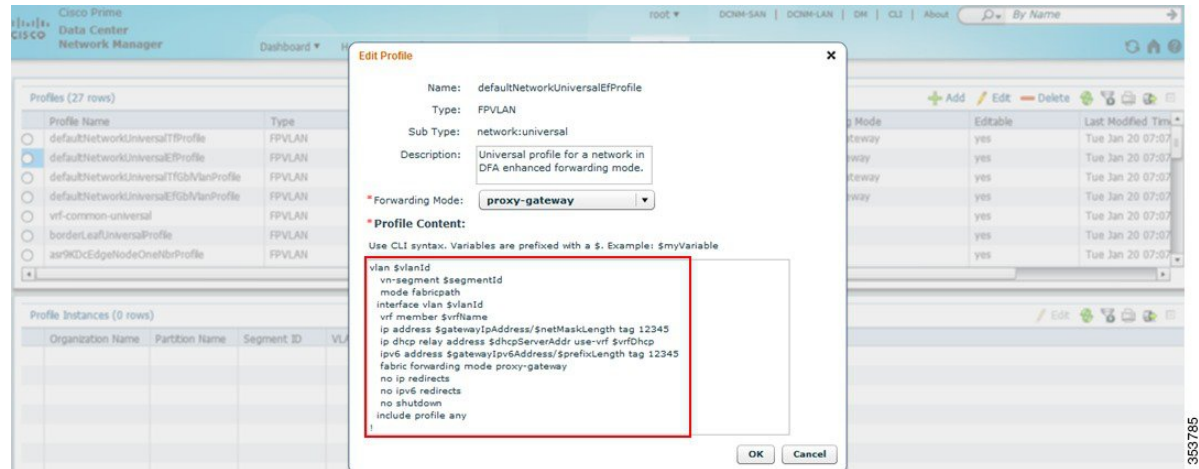 Cisco Prime
Data Center
Network Manager
CISCO
Dashboard
root
DCNM-SAN | DCNM-LAN | DM | CLI | About
By Name
Edit Profile
Name: defaultNetworkUniversalEfProfile
Type: FPVLAN
Sub Type: network:universal
Description: Universal profile for a network in
DFA enhanced forwarding mode.
*Forwarding Mode: proxy-gateway
*Profile Content:
Use CLI syntax. Variables are prefixed with a $. Example: $myVariable
vlan $vlanId
vn-segment $segmentId
mode fabricpath
interface vlan $vlanId
vrf member $vrfName
ip address $gatewayIpAddress/$netMaskLength tag 12345
ip dhcp relay address $dhcpServerAddr use-vrf $vrfDhcp
ipv6 address $gatewayIpv6Address/$prefixLength tag 12345
fabric forwarding mode proxy-gateway
no ip redirects
no ipv6 redirects
no shutdown
include profile any
!
OK Cancel
Profiles (27 rows)
Add Edit Delete
Profile Name Type Mode Editable Last Modified
defaultNetworkUniversalTfProfile FPVLAN yes Tue Jan 20 07:07
defaultNetworkUniversalEfProfile FPVLAN yes Tue Jan 20 07:07
defaultNetworkUniversalTfGblVlanProfile FPVLAN yes Tue Jan 20 07:07
defaultNetworkUniversalEfGblVlanProfile FPVLAN yes Tue Jan 20 07:07
vrf-common-universal FPVLAN yes Tue Jan 20 07:07
borderLeafUniversalProfile FPVLAN yes Tue Jan 20 07:07
asr9KDcEdgeNodeOneNbrProfile FPVLAN yes Tue Jan 20 07:07
Profile Instances (0 rows)
Edit
Organization Name Partition Name Segment ID
353785